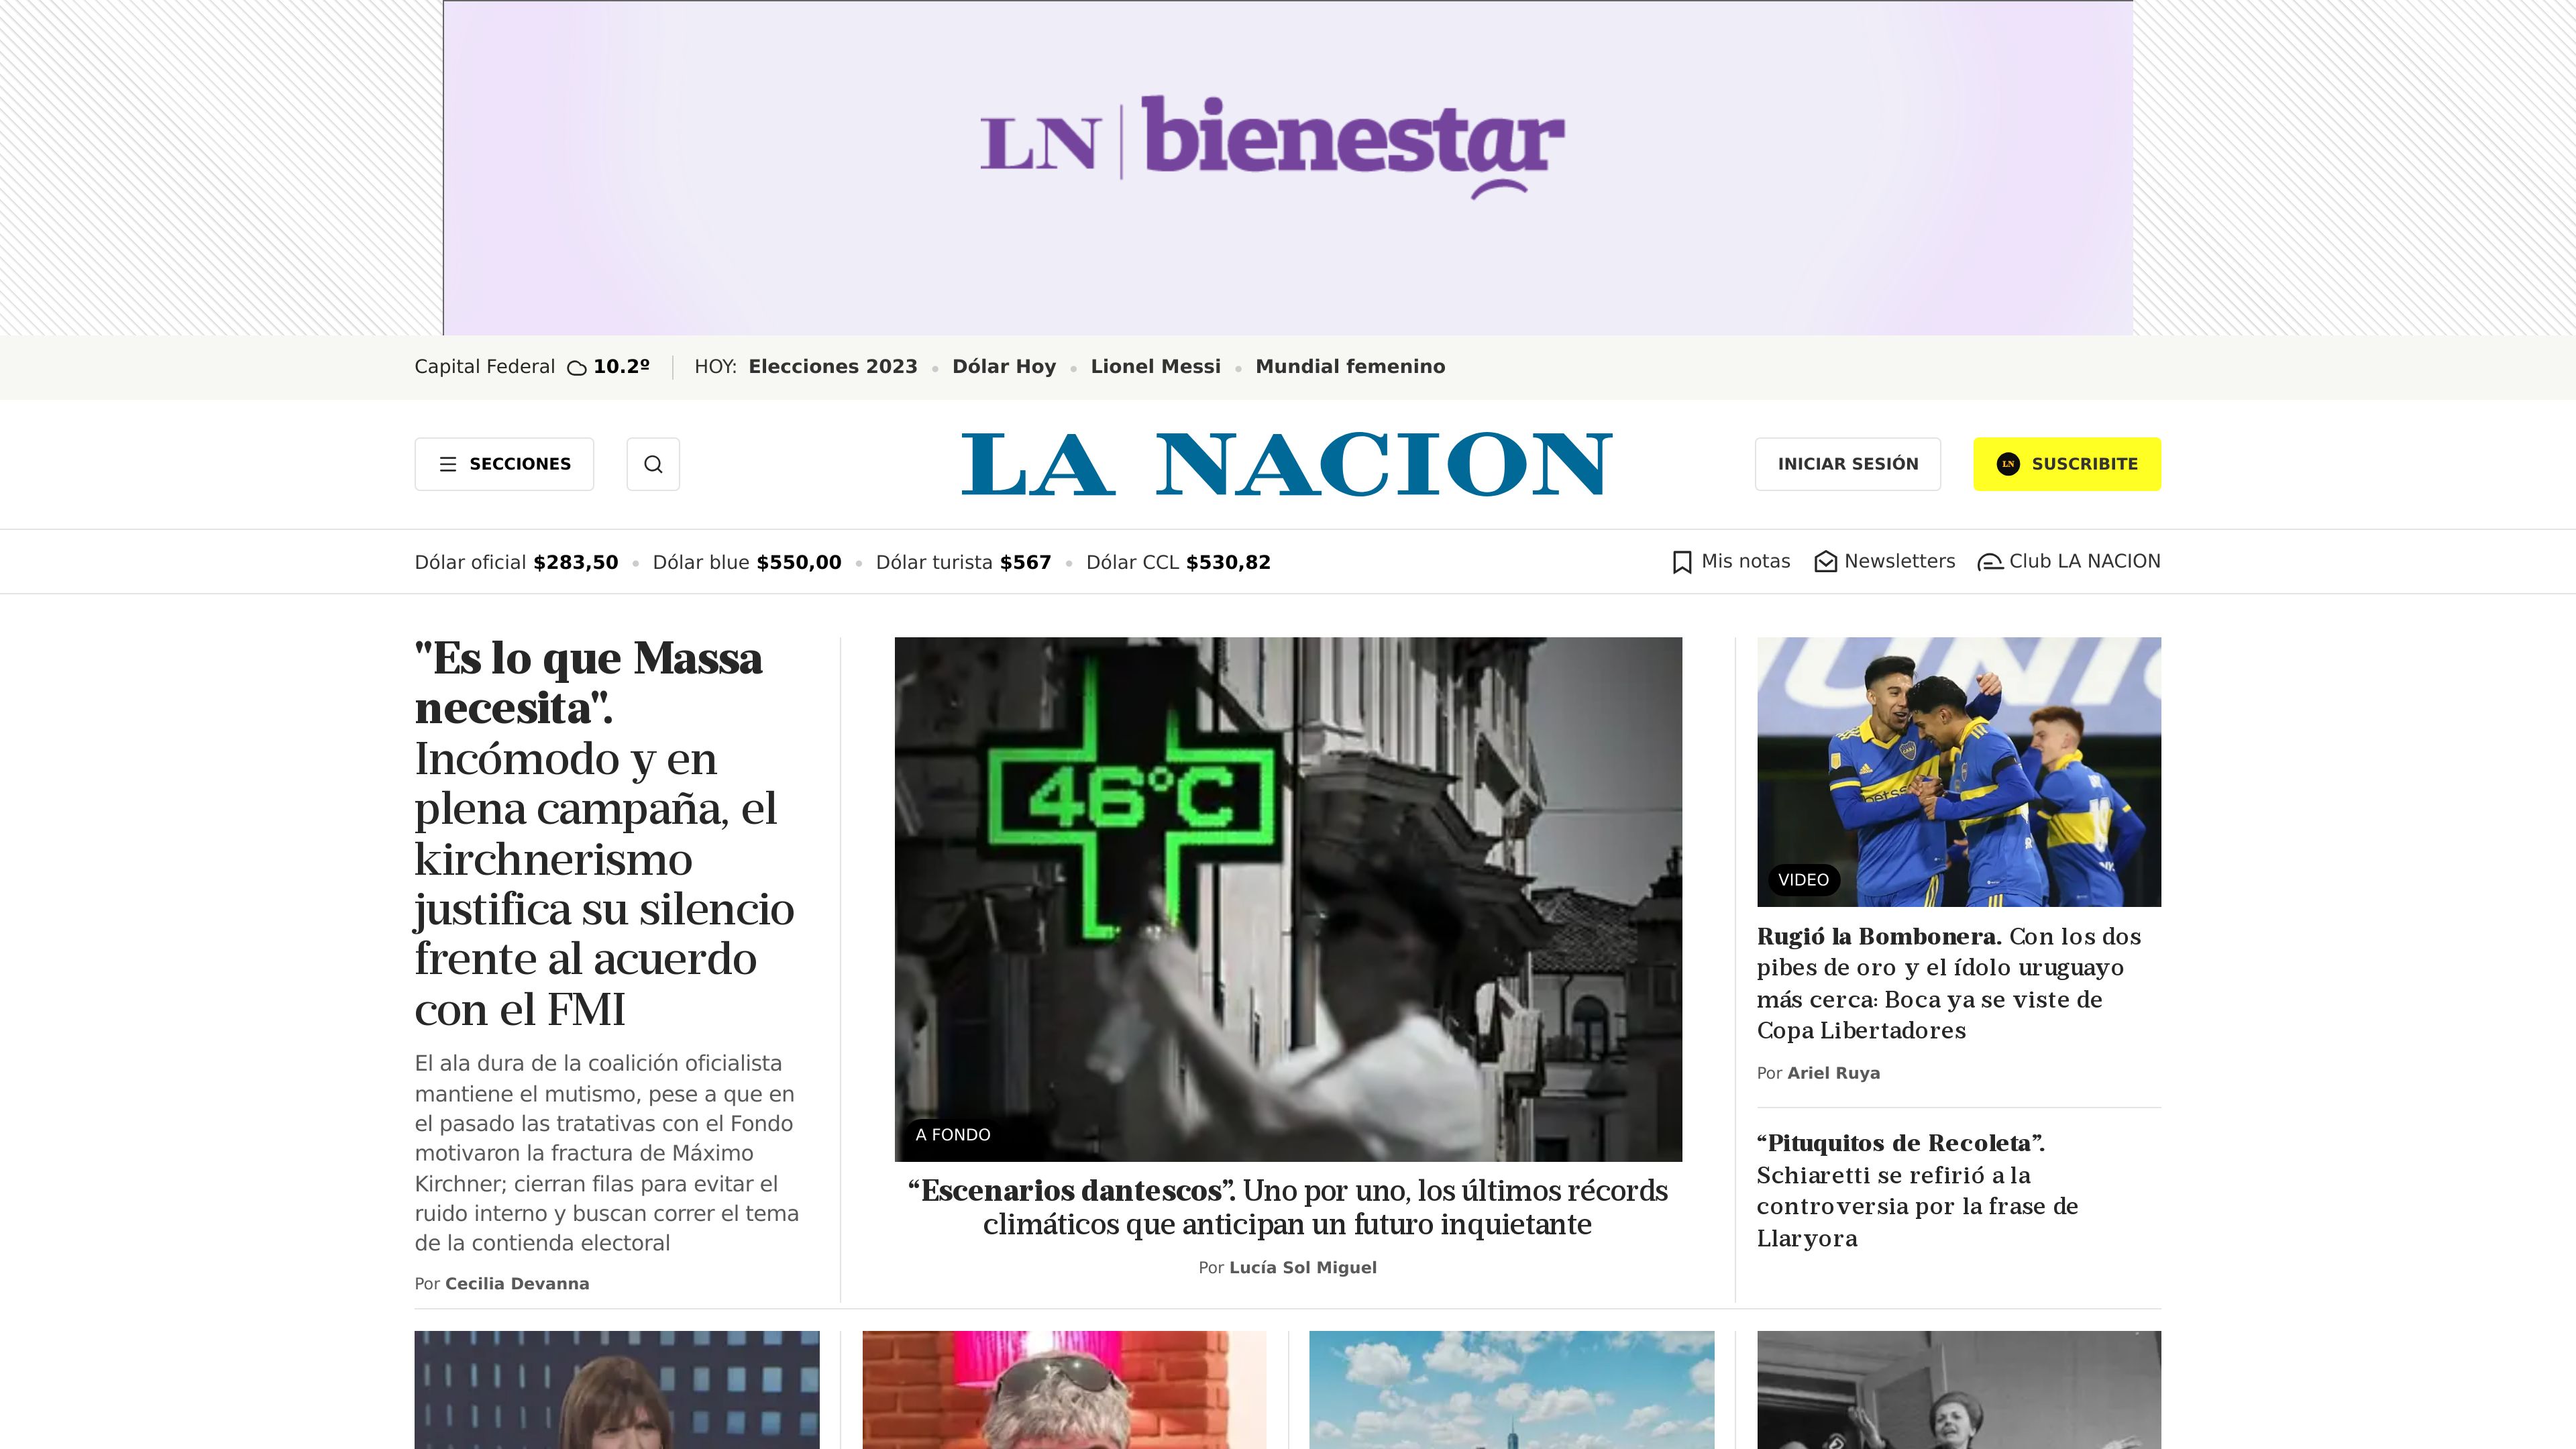 LN | bienestar
Capital Federal 10.2º HOY: Elecciones 2023 • Dólar Hoy • Lionel Messi • Mundial femenino
SECCIONES
LA NACION
INICIAR SESIÓN
LN SUSCRIBITE
Dólar oficial $283,50 • Dólar blue $550,00 • Dólar turista $567 • Dólar CCL $530,82
Mis notas Newsletters Club LA NACION
"Es lo que Massa
necesita".
Incómodo y en
plena campaña, el
kirchnerismo
justifica su silencio
frente al acuerdo
con el FMI
El ala dura de la coalición oficialista
mantiene el mutismo, pese a que en
el pasado las tratativas con el Fondo
motivaron la fractura de Máximo
Kirchner; cierran filas para evitar el
ruido interno y buscan correr el tema
de la contienda electoral
Por Cecilia Devanna
46°C
A FONDO
“Escenarios dantescos”. Uno por uno, los últimos récords
climáticos que anticipan un futuro inquietante
Por Lucía Sol Miguel
VIDEO
Rugió la Bombonera. Con los dos
pibes de oro y el ídolo uruguayo
más cerca: Boca ya se viste de
Copa Libertadores
Por Ariel Ruya
“Pituquitos de Recoleta”.
Schiaretti se refirió a la
controversia por la frase de
Llaryora